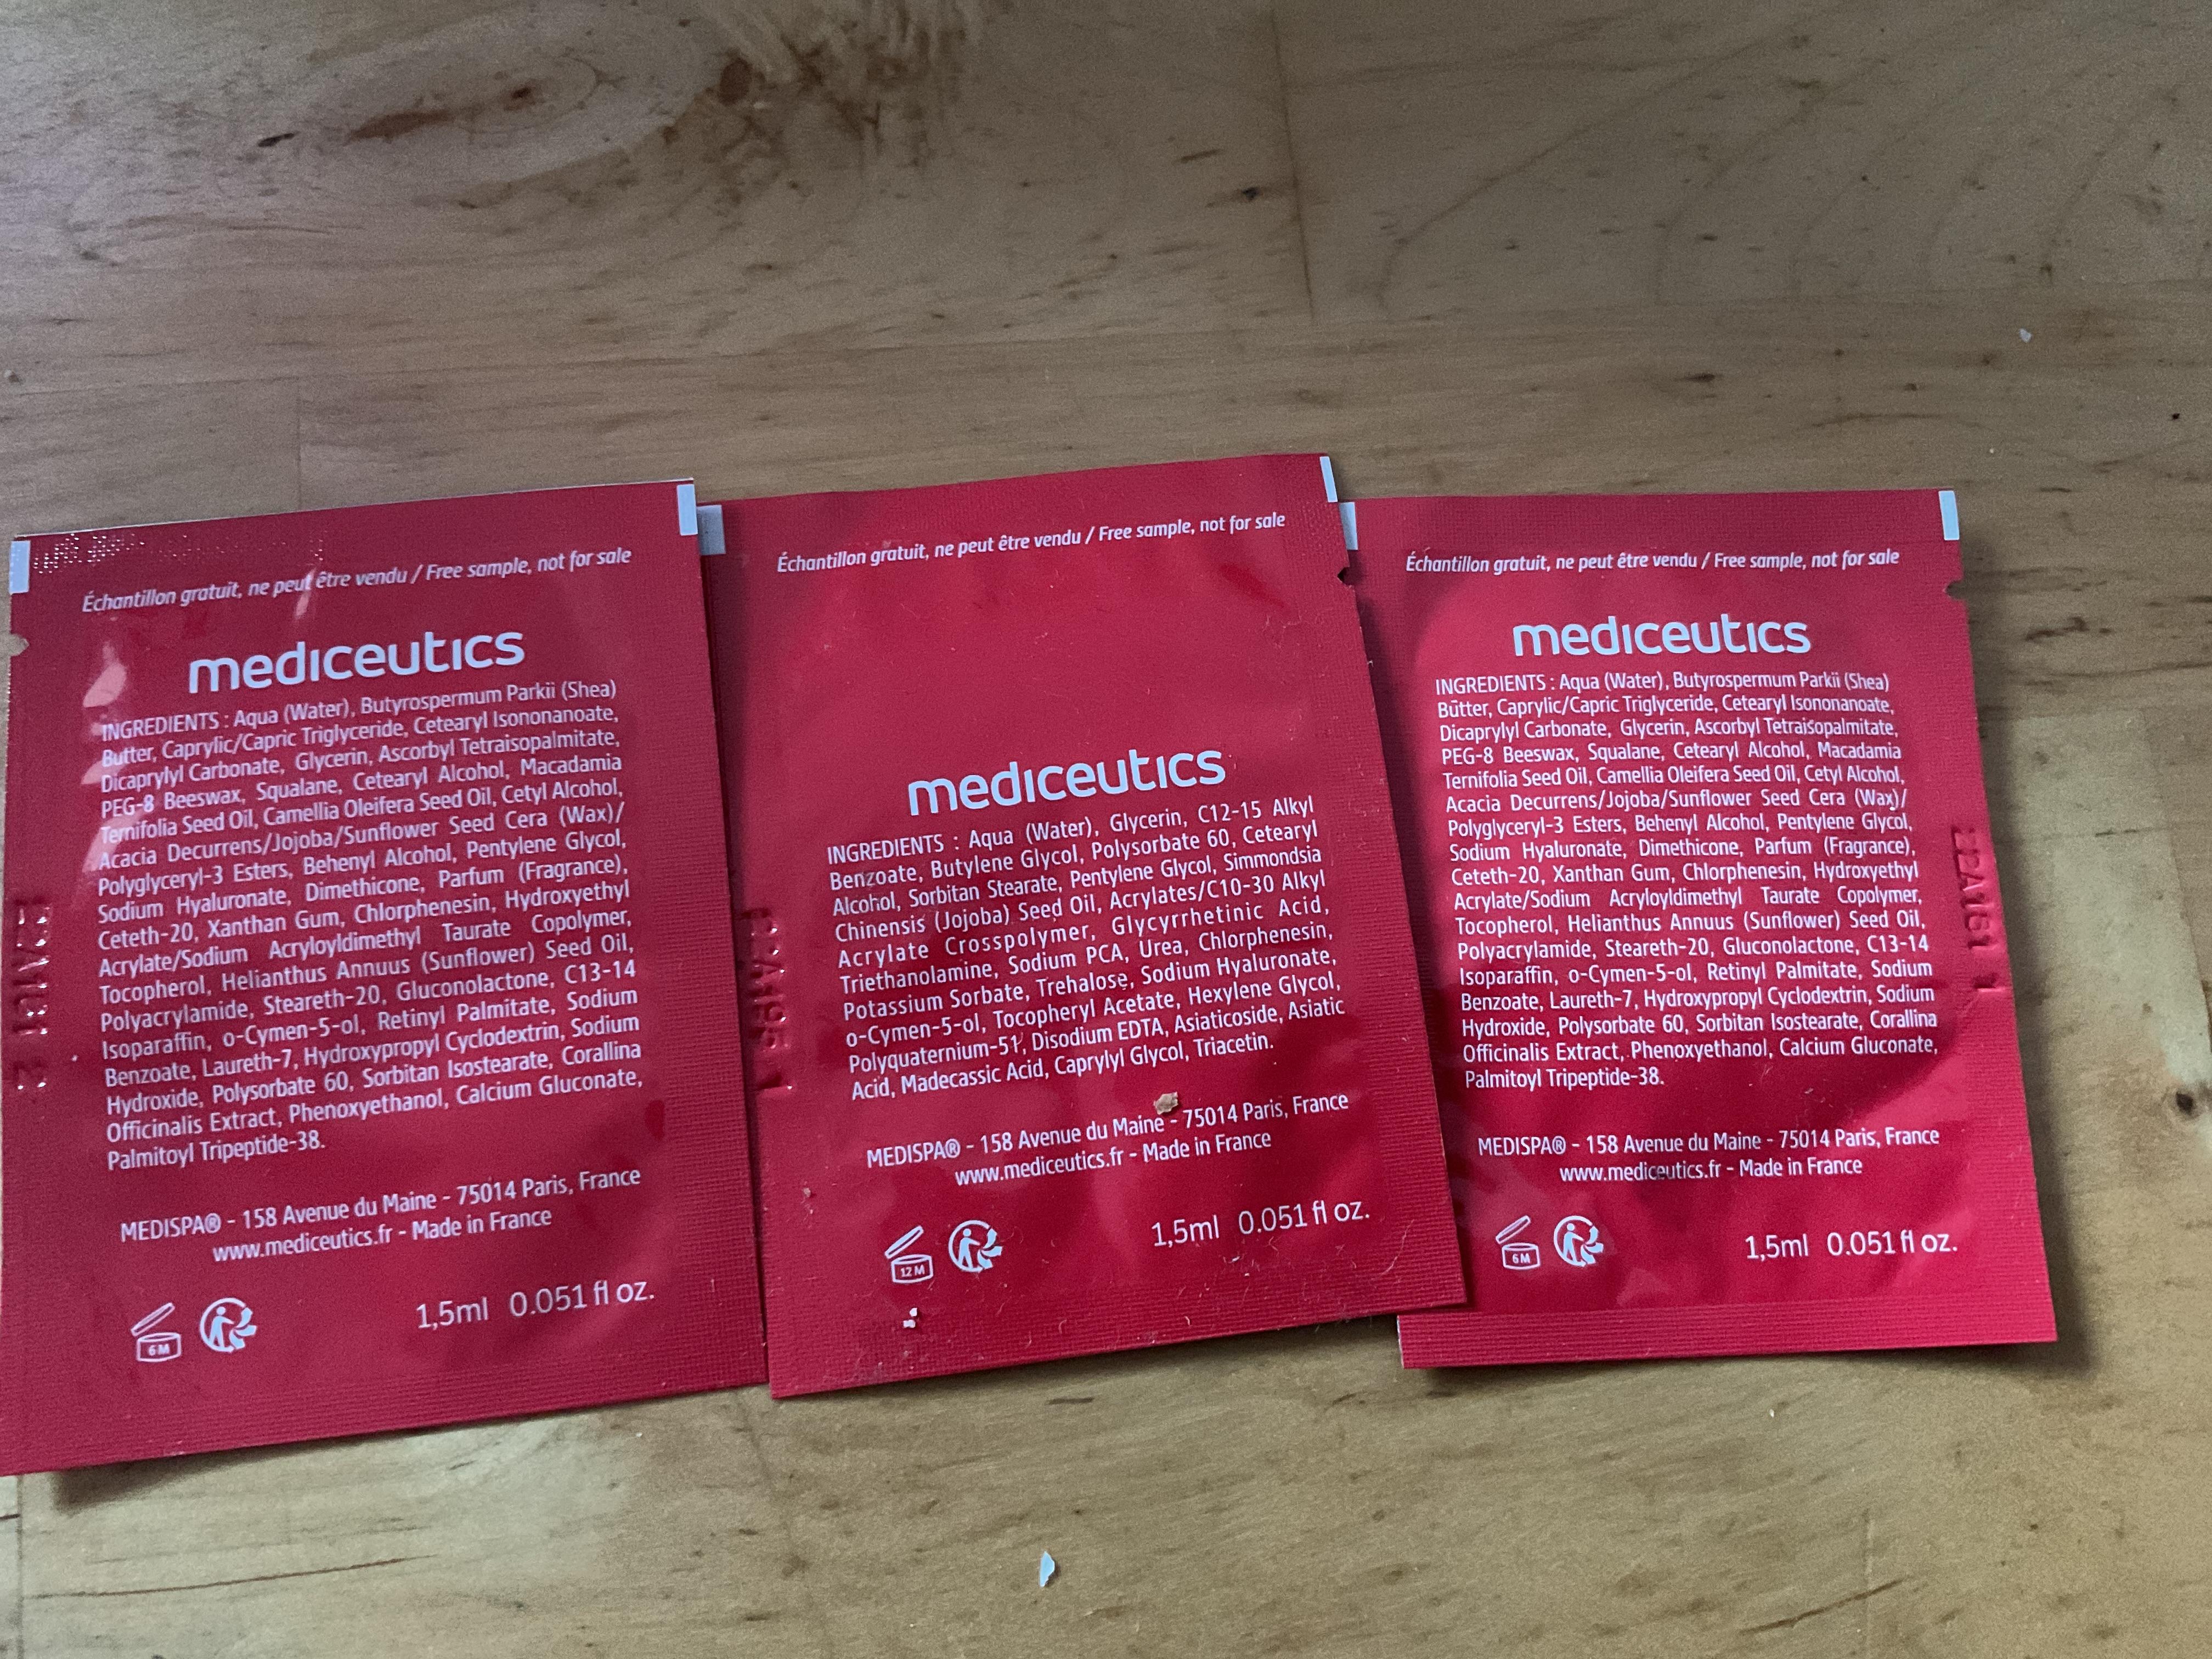 Échantillon gratuit, ne peut être vendu / Free sample, not for sale
mediceutics
INGREDIENTS : Aqua (Water), Butyrospermum Parkii (Shea)
Butter, Caprylic/Capric Triglyceride, Cetearyl Isononanoate,
Dicaprylyl Carbonate, Glycerin, Ascorbyl Tetraisopalmitate,
PEG-8 Beeswax, Squalane, Cetearyl Alcohol, Macadamia
Ternifolia Seed Oil, Camellia Oleifera Seed Oil, Cetyl Alcohol,
Acacia Decurrens/Jojoba/Sunflower Seed Cera (Wax)/
Polyglyceryl-3 Esters, Behenyl Alcohol, Pentylene Glycol,
Sodium Hyaluronate, Dimethicone, Parfum (Fragrance),
Ceteth-20, Xanthan Gum, Chlorphenesin, Hydroxyethyl
Acrylate/Sodium Acryloyldimethyl Taurate Copolymer,
Tocopherol, Helianthus Annuus (Sunflower) Seed Oil,
Polyacrylamide, Steareth-20, Gluconolactone, C13-14
Isoparaffin, o-Cymen-5-ol, Retinyl Palmitate, Sodium
Benzoate, Laureth-7, Hydroxypropyl Cyclodextrin, Sodium
Hydroxide, Polysorbate 60, Sorbitan Isostearate, Corallina
Officinalis Extract, Phenoxyethanol, Calcium Gluconate,
Palmitoyl Tripeptide-38.
MEDISPA® - 158 Avenue du Maine - 75014 Paris, France
www.mediceutics.fr - Made in France
6 M
1,5ml 0.051 fl oz.
Échantillon gratuit, ne peut être vendu / Free sample, not for sale
mediceutics
INGREDIENTS : Aqua (Water), Glycerin, C12-15 Alkyl
Benzoate, Butylene Glycol, Polysorbate 60, Cetearyl
Alcohol, Sorbitan Stearate, Pentylene Glycol, Simmondsia
Chinensis (Jojoba) Seed Oil, Acrylates/C10-30 Alkyl
Acrylate Crosspolymer, Glycyrrhetinic Acid,
Triethanolamine, Sodium PCA, Urea, Chlorphenesin,
Potassium Sorbate, Trehalose, Sodium Hyaluronate,
o-Cymen-5-ol, Tocopheryl Acetate, Hexylene Glycol,
Polyquaternium-51, Disodium EDTA, Asiaticoside, Asiatic
Acid, Madecassic Acid, Caprylyl Glycol, Triacetin.
MEDISPA® - 158 Avenue du Maine - 75014 Paris, France
www.mediceutics.fr - Made in France
12 M
1,5ml 0.051 fl oz.
Échantillon gratuit, ne peut être vendu / Free sample, not for sale
mediceutics
INGREDIENTS : Aqua (Water), Butyrospermum Parkii (Shea)
Butter, Caprylic/Capric Triglyceride, Cetearyl Isononanoate,
Dicaprylyl Carbonate, Glycerin, Ascorbyl Tetraisopalmitate,
PEG-8 Beeswax, Squalane, Cetearyl Alcohol, Macadamia
Ternifolia Seed Oil, Camellia Oleifera Seed Oil, Cetyl Alcohol,
Acacia Decurrens/Jojoba/Sunflower Seed Cera (Wax)/
Polyglyceryl-3 Esters, Behenyl Alcohol, Pentylene Glycol,
Sodium Hyaluronate, Dimethicone, Parfum (Fragrance),
Ceteth-20, Xanthan Gum, Chlorphenesin, Hydroxyethyl
Acrylate/Sodium Acryloyldimethyl Taurate Copolymer,
Tocopherol, Helianthus Annuus (Sunflower) Seed Oil,
Polyacrylamide, Steareth-20, Gluconolactone, C13-14
Isoparaffin, o-Cymen-5-ol, Retinyl Palmitate, Sodium
Benzoate, Laureth-7, Hydroxypropyl Cyclodextrin, Sodium
Hydroxide, Polysorbate 60, Sorbitan Isostearate, Corallina
Officinalis Extract, Phenoxyethanol, Calcium Gluconate,
Palmitoyl Tripeptide-38.
MEDISPA® - 158 Avenue du Maine - 75014 Paris, France
www.mediceutics.fr - Made in France
6 M
1,5ml 0.051 fl oz.